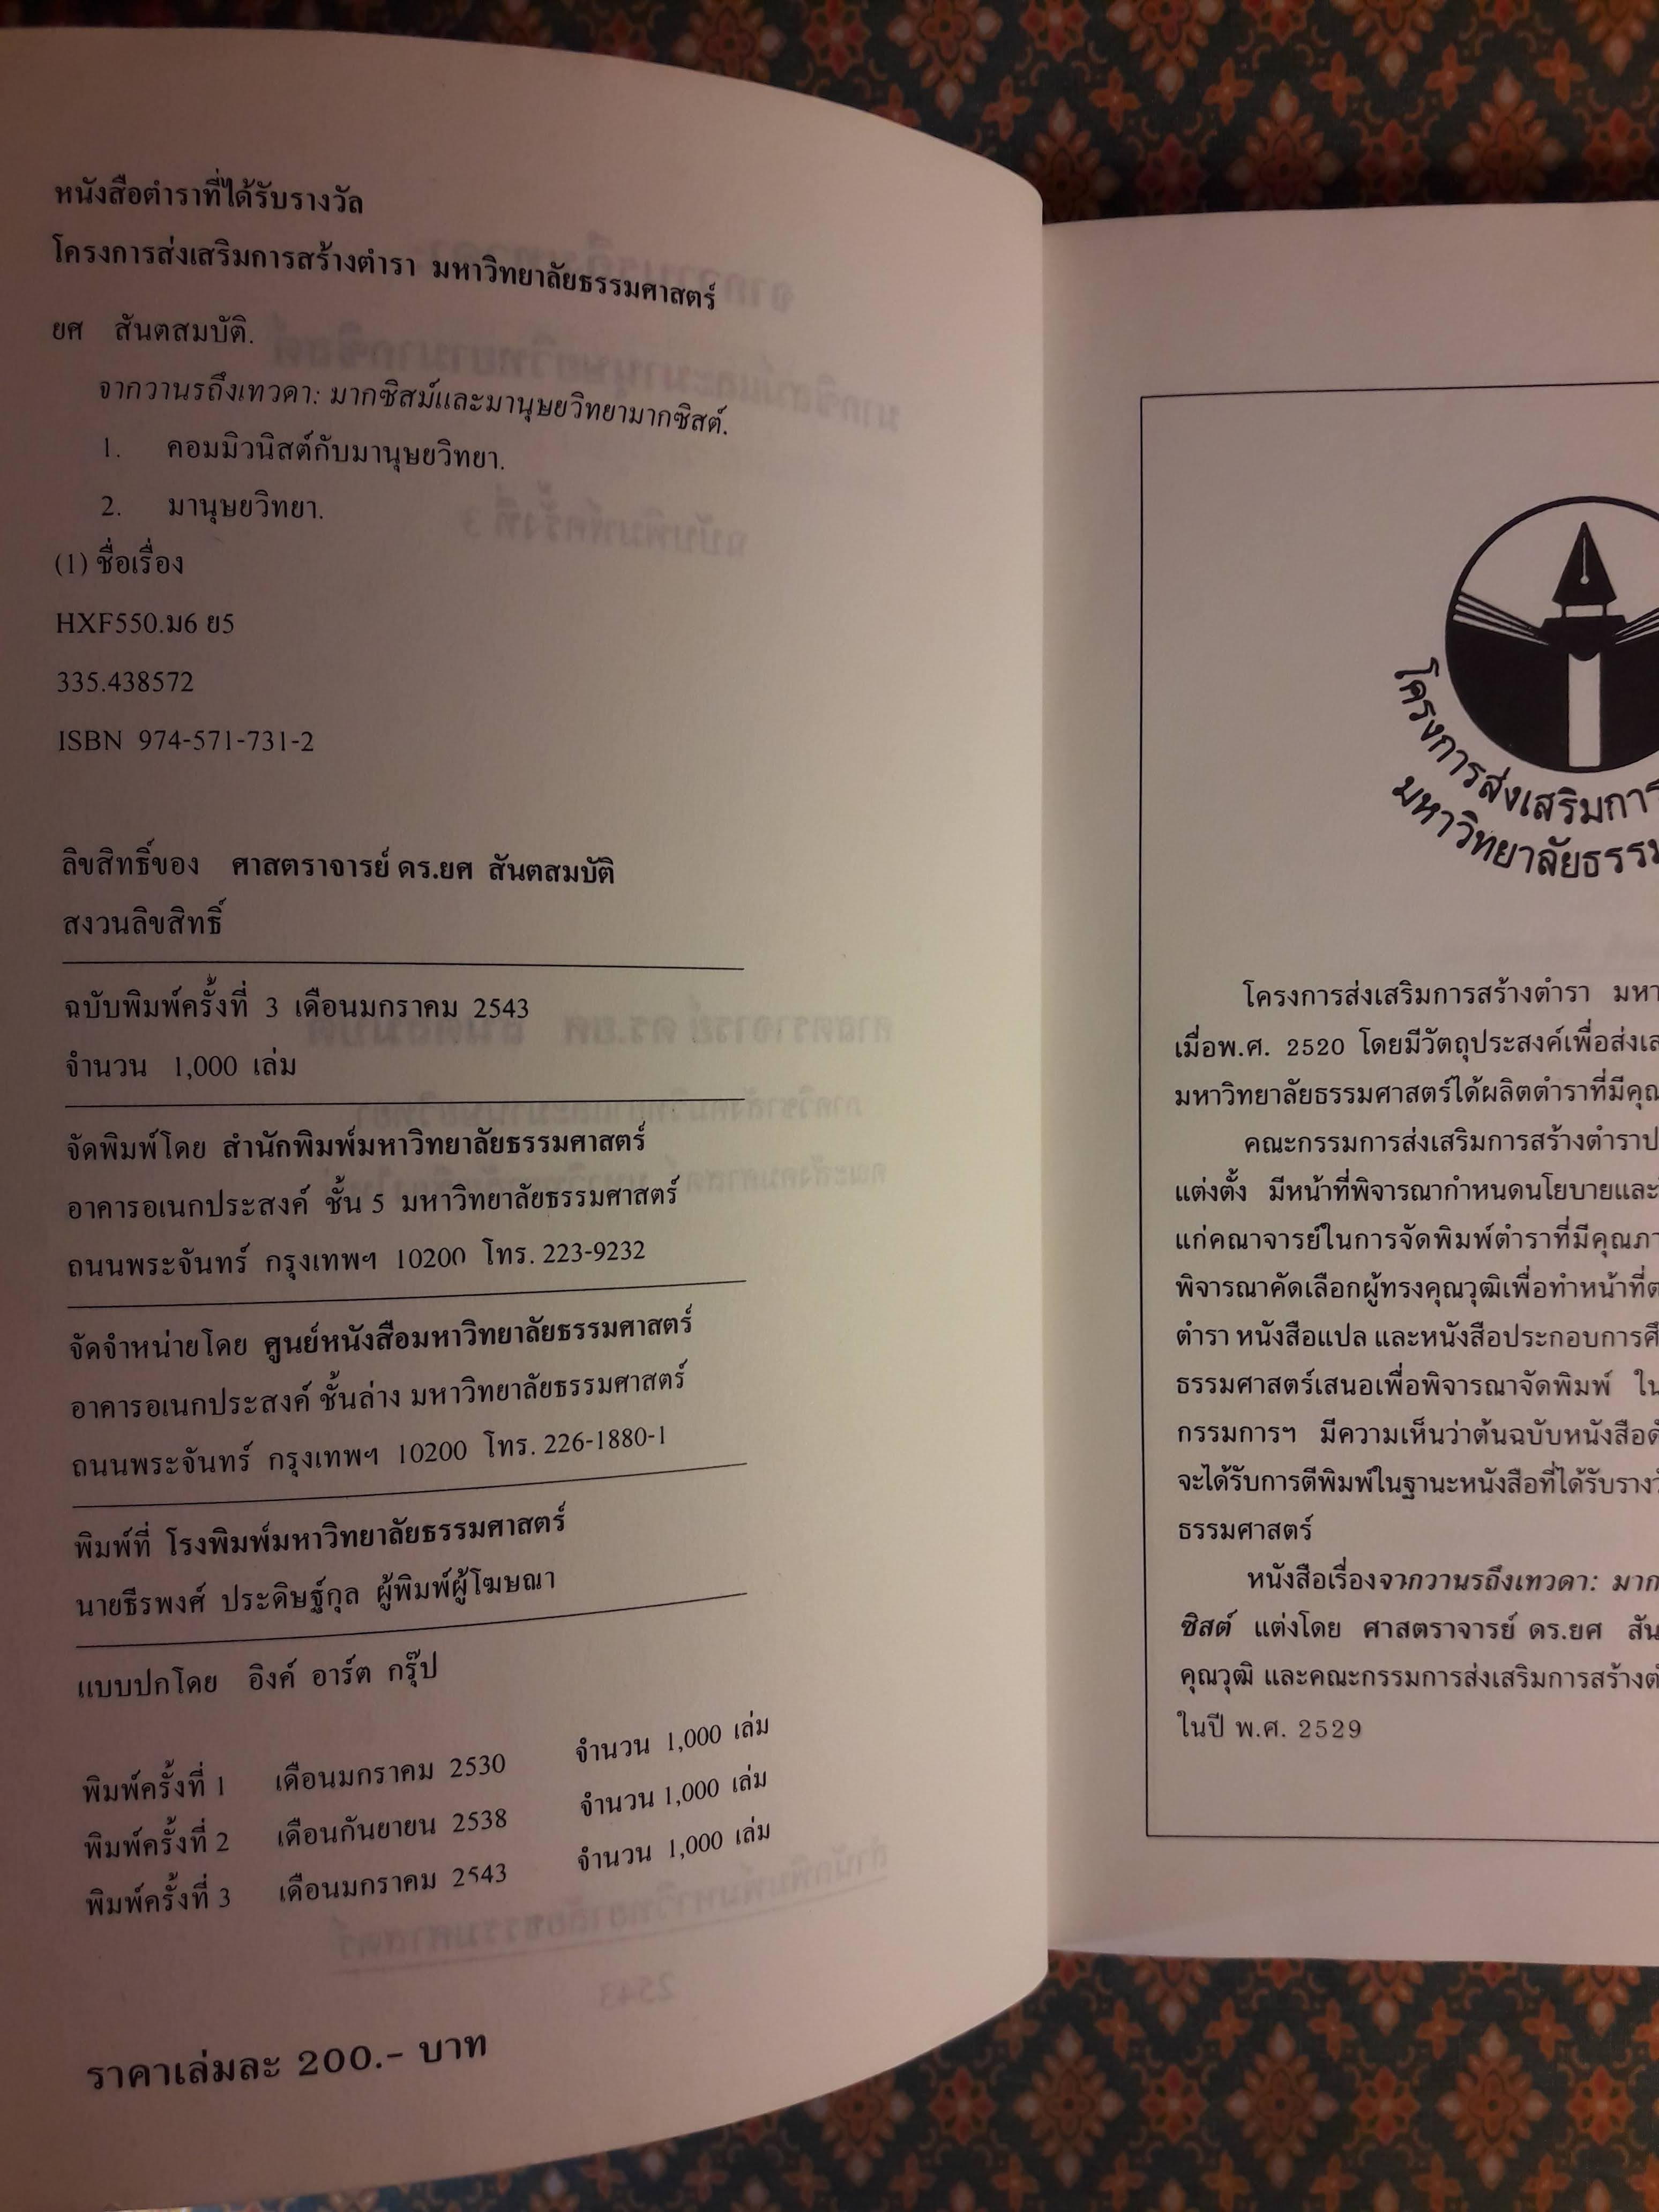 หนังสือตำราที่ได้รับรางวัล
โครงการส่งเสริมการสร้างตำรา มหาวิทยาลัยธรรมศาสตร์
ยศ สันตสมบัติ.
จากวานรถึงเทวดา: มากซิสม์และมานุษยวิทยามากซิสต์.
1. คอมมิวนิสต์กับมานุษยวิทยา.
2. มานุษยวิทยา.
(1) ชื่อเรื่อง
HXF550.ม6 ย5
335.438572
ISBN 974-571-731-2
ลิขสิทธิ์ของ ศาสตราจารย์ ดร.ยศ สันตสมบัติ
สงวนลิขสิทธิ์
ฉบับพิมพ์ครั้งที่ 3 เดือนมกราคม 2543
จำนวน 1,000 เล่ม
จัดพิมพ์โดย สำนักพิมพ์มหาวิทยาลัยธรรมศาสตร์
อาคารอเนกประสงค์ ชั้น 5 มหาวิทยาลัยธรรมศาสตร์
ถนนพระจันทร์ กรุงเทพฯ 10200 โทร. 223-9232
จัดจำหน่ายโดย ศูนย์หนังสือมหาวิทยาลัยธรรมศาสตร์
อาคารอเนกประสงค์ ชั้นล่าง มหาวิทยาลัยธรรมศาสตร์
ถนนพระจันทร์ กรุงเทพฯ 10200 โทร. 226-1880-1
พิมพ์ที่ โรงพิมพ์มหาวิทยาลัยธรรมศาสตร์
นายธีรพงศ์ ประดิษฐ์กุล ผู้พิมพ์ผู้โฆษณา
แบบปกโดย อิงค์ อาร์ต กรุ๊ป
พิมพ์ครั้งที่ 1 เดือนมกราคม 2530 จำนวน 1,000 เล่ม
พิมพ์ครั้งที่ 2 เดือนกันยายน 2538 จำนวน 1,000 เล่ม
พิมพ์ครั้งที่ 3 เดือนมกราคม 2543 จำนวน 1,000 เล่ม
ราคาเล่มละ 200.- บาท
โครงการส่งเสริมการ
มหาวิทยาลัยธรรม
โครงการส่งเสริมการสร้างตำรา มหา
เมื่อพ.ศ. 2520 โดยมีวัตถุประสงค์เพื่อส่งเส
มหาวิทยาลัยธรรมศาสตร์ได้ผลิตตำราที่มีคุณ
คณะกรรมการส่งเสริมการสร้างตำราป
แต่งตั้ง มีหน้าที่พิจารณากำหนดนโยบายและ
แก่คณาจารย์ในการจัดพิมพ์ตำราที่มีคุณภา
พิจารณาคัดเลือกผู้ทรงคุณวุฒิเพื่อทำหน้าที่ต
ตำรา หนังสือแปล และหนังสือประกอบการศึ
ธรรมศาสตร์เสนอเพื่อพิจารณาจัดพิมพ์ ใน
กรรมการฯ มีความเห็นว่าต้นฉบับหนังสือดั
จะได้รับการตีพิมพ์ในฐานะหนังสือที่ได้รับราง
ธรรมศาสตร์
หนังสือเรื่องจากวานรถึงเทวดา: มาก
ซิสต์ แต่งโดย ศาสตราจารย์ ดร.ยศ สัน
คุณวุฒิ และคณะกรรมการส่งเสริมการสร้างต
ในปี พ.ศ. 2529